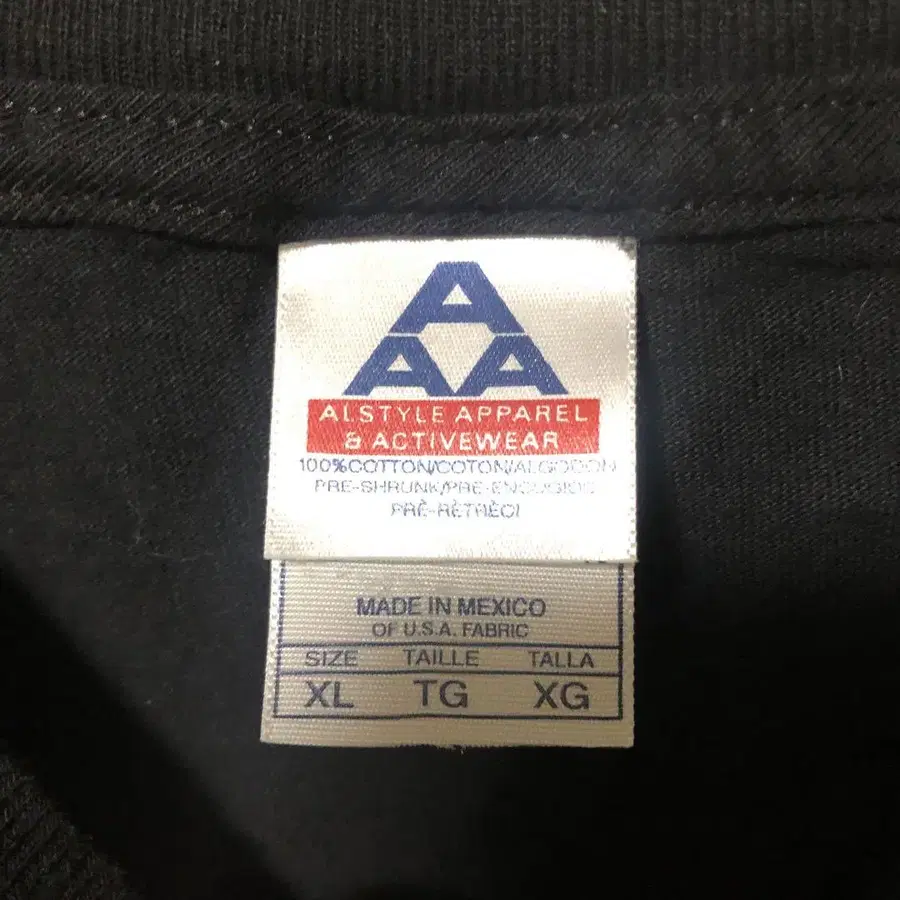 A
AA
ALSTYLE APPAREL
& ACTIVEWEAR
100% COTTON/COTON/ALGODON
PRE-SHRUNK/PRE-ENCOGIDO
PRÉ-RÉTRÉCI
MADE IN MEXICO
OF U.S.A. FABRIC
SIZE TAILLE TALLA
XL TG XG